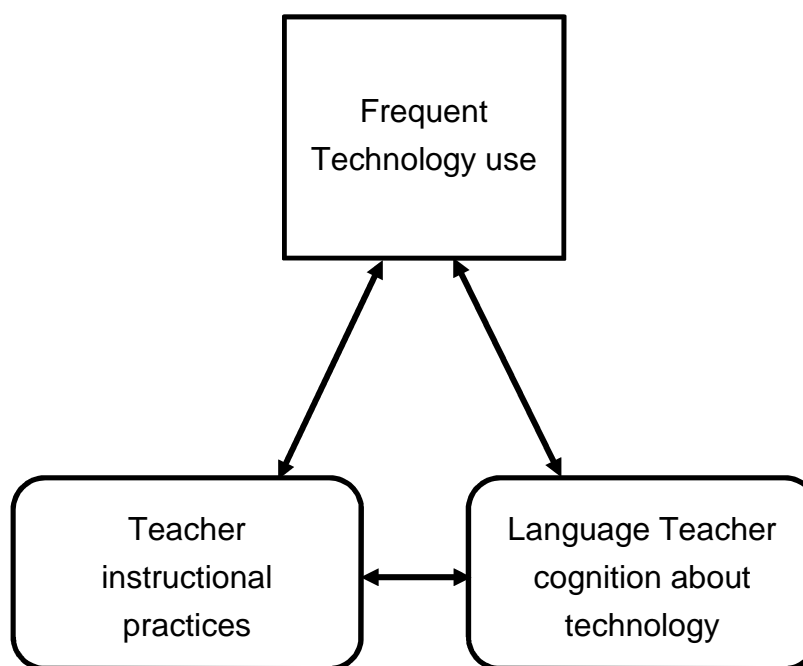 Frequent
Technology use
Teacher
instructional
practices
Language Teacher
cognition about
technology